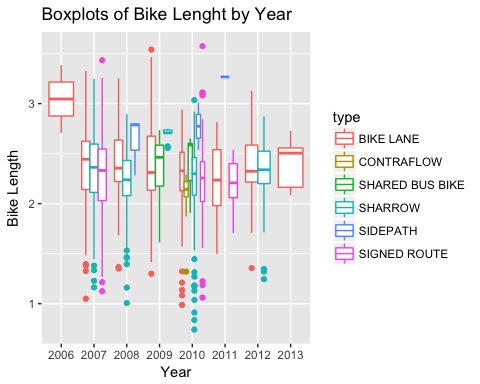 Boxplots of Bike Lenght by Year
Bike Length
3
2
1
2006 2007 2008 2009 2010 2011 2012 2013
Year
type
BIKE LANE
CONTRAFLOW
SHARED BUS BIKE
SHARROW
SIDEPATH
SIGNED ROUTE